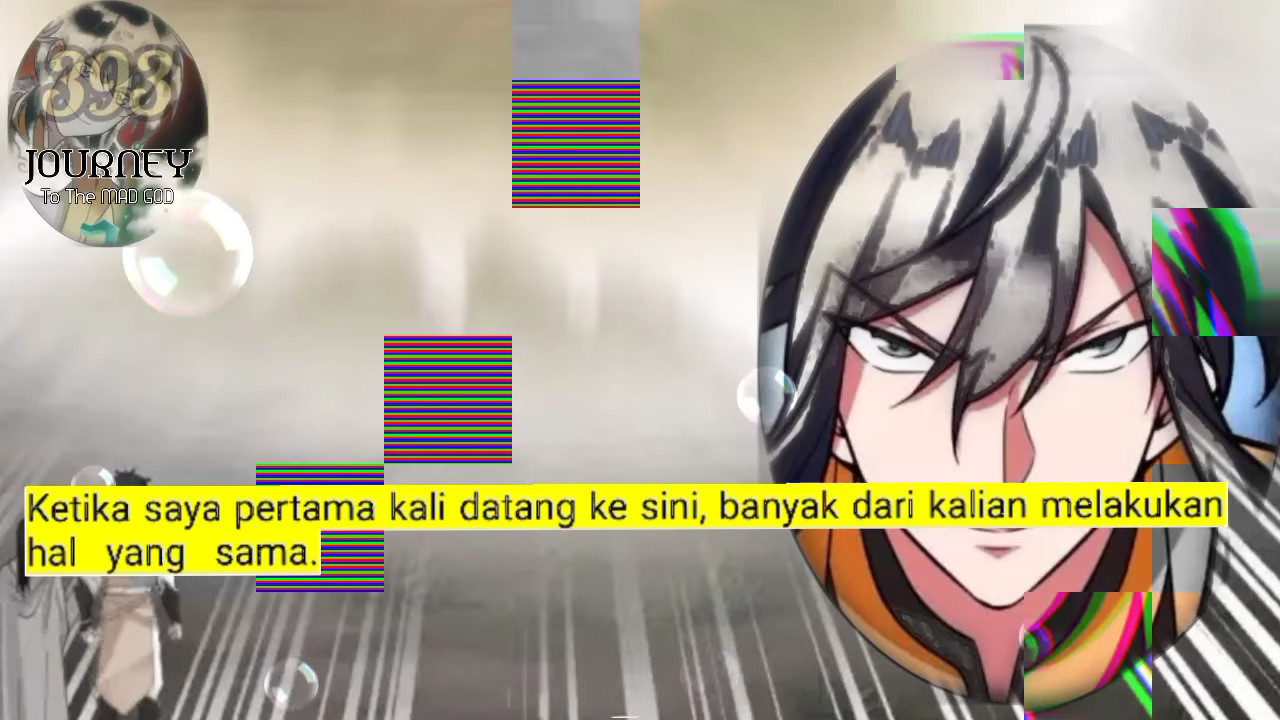 393
JOURNEY
To The MAD GOD
Ketika saya pertama kali datang ke sini, banyak dari kalian melakukan
hal yang sama.